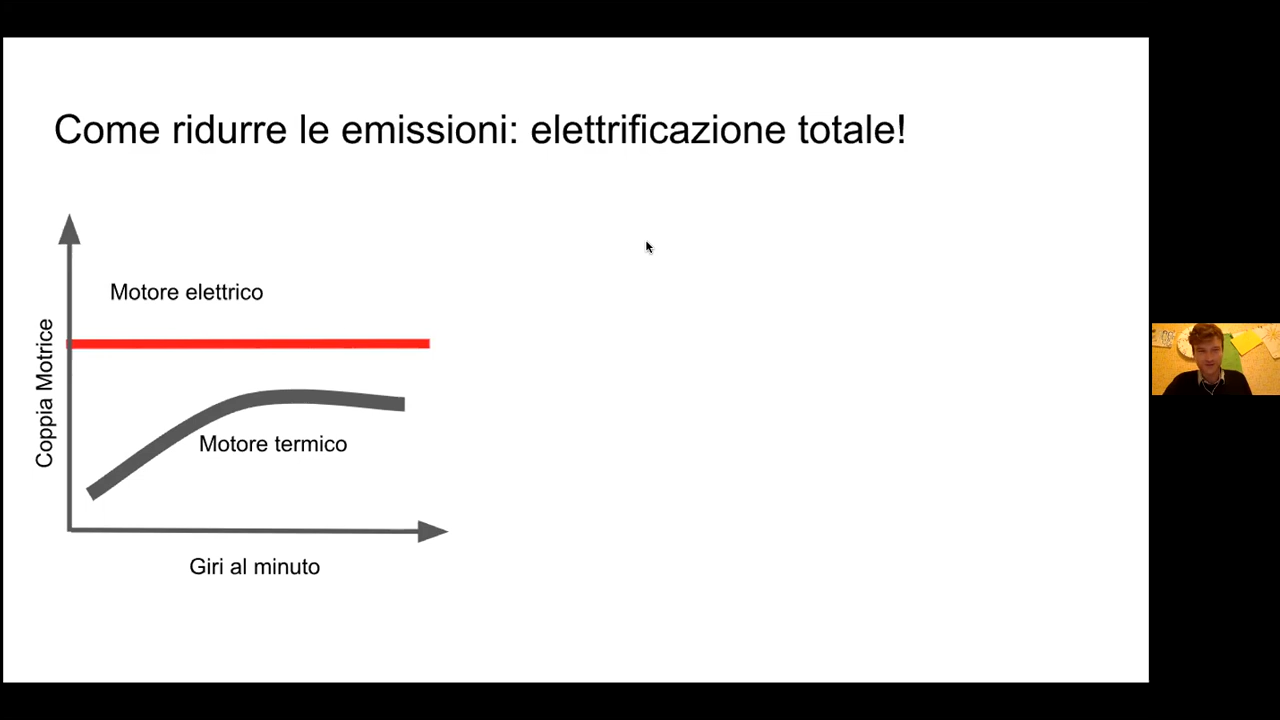 Come ridurre le emissioni: elettrificazione totale!
Motore elettrico
Coppia Motrice
Motore termico
Giri al minuto